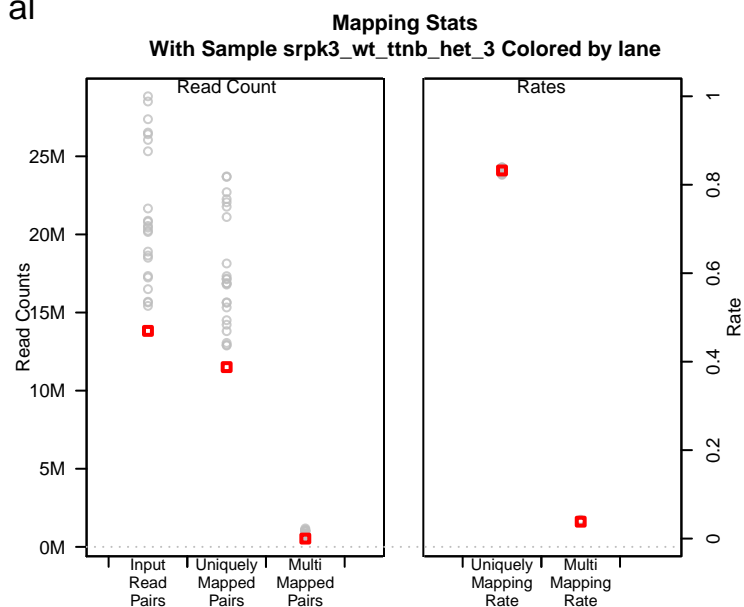 al
Mapping Stats
With Sample srpk3_wt_ttnb_het_3 Colored by lane
Read Count
Rates
Read Counts
25M
20M
15M
10M
5M
0M
Rate
1
0.8
0.6
0.4
0.2
0
Input
Read
Pairs
Uniquely
Mapped
Pairs
Multi
Mapped
Pairs
Uniquely
Mapping
Rate
Multi
Mapping
Rate